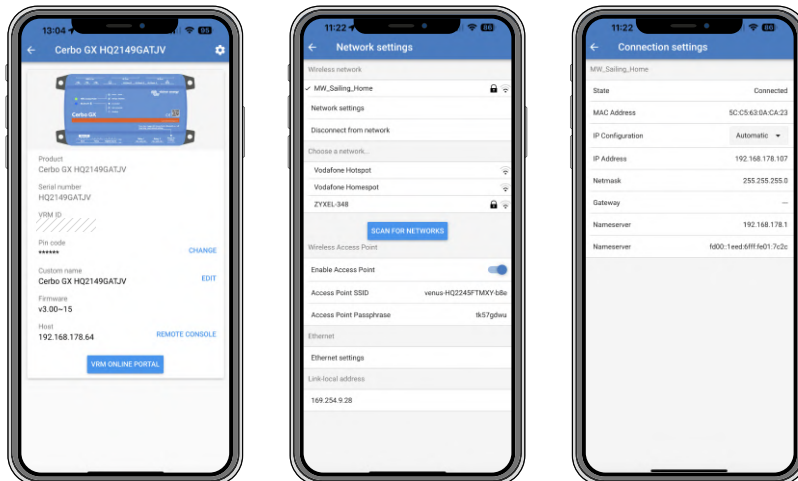 13:04
95
Cerbo GX HQ2149GATJV
Cerbo GX
Product
Cerbo GX HQ2149GATJV
Serial number
HQ2149GATJV
VRM ID
Pin code
****** CHANGE
Custom name
Cerbo GX HQ2149GATJV EDIT
Firmware
v3.00~15
Host
192.168.178.64 REMOTE CONSOLE
VRM ONLINE PORTAL
11:22
Network settings
Wireless network
MW_Sailing_Home
Network settings
Disconnect from network
Choose a network...
Vodafone Hotspot
Vodafone Homespot
ZYXEL-348
SCAN FOR NETWORKS
Wireless Access Point
Enable Access Point
Access Point SSID venus-HQ2245FTMXY-b8e
Access Point Passphrase tk57gdwu
Ethernet
Ethernet settings
Link-local address
169.254.9.28
11:22
Connection settings
MW_Sailing_Home
State Connected
MAC Address 5C:C5:63:0A:CA:23
IP Configuration Automatic
IP Address 192.168.178.107
Netmask 255.255.255.0
Gateway ---
Nameserver 192.168.178.1
Nameserver fd00::1eed:6fff:fe01:7c2c